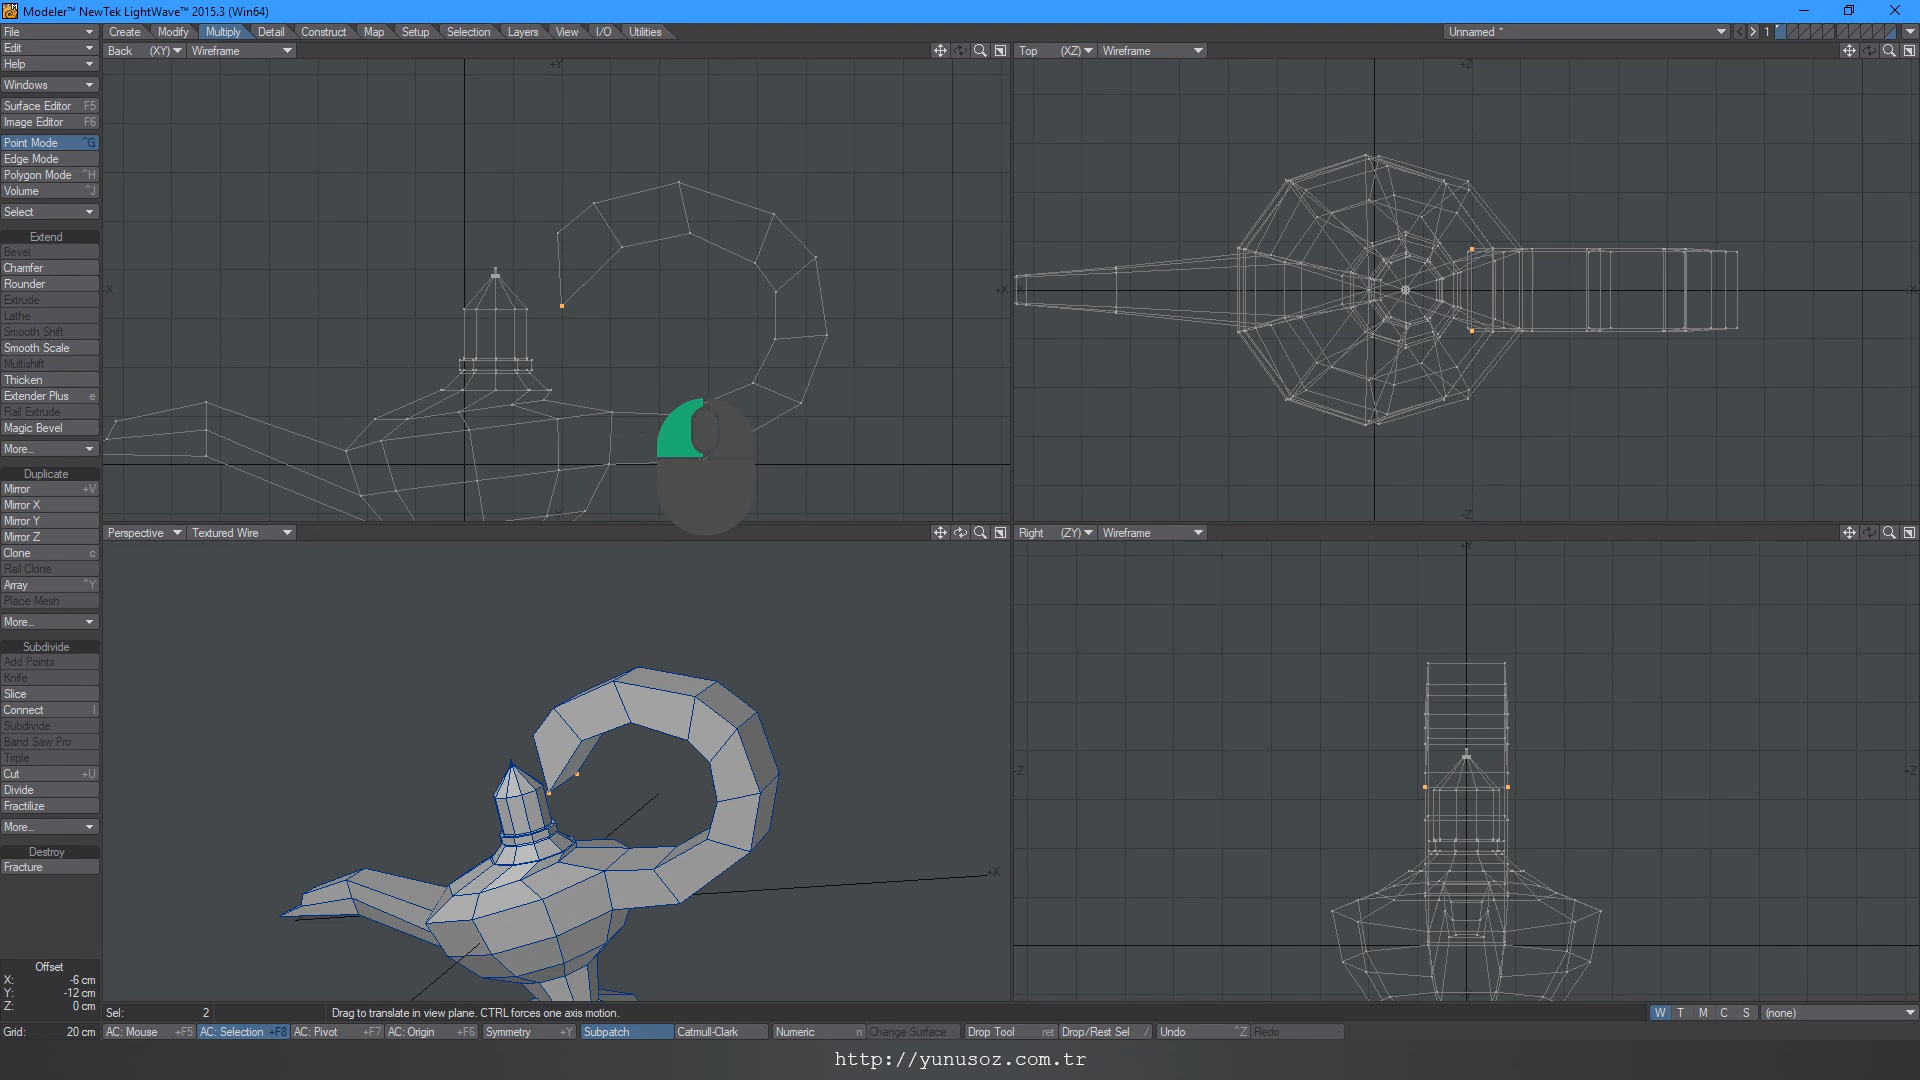 Modeler™ NewTek LightWave™ 2015.3 (Win64)
File Create Modify Multiply Detail Construct Map Setup Selection Layers View I/O Utilities Unnamed * 1
Edit
Help
Windows
Surface Editor F5
Image Editor F6
Point Mode ^G
Edge Mode
Polygon Mode ^H
Volume ^J
Select
Extend
Bevel
Chamfer
Rounder
Extrude
Lathe
Smooth Shift
Smooth Scale
Multishift
Thicken
Extender Plus e
Rail Extrude
Magic Bevel
More...
Duplicate
Mirror +V
Mirror X
Mirror Y
Mirror Z
Clone c
Rail Clone
Array ^Y
Place Mesh
More...
Subdivide
Add Points
Knife
Slice
Connect l
Subdivide
Band Saw Pro
Triple
Cut +U
Divide
Fractilize
More...
Destroy
Fracture
Offset
X: -6 cm
Y: -12 cm
Z: 0 cm
Grid: 20 cm
Back (XY) Wireframe
+Y
-X
+X
-Y
Top (XZ) Wireframe
+Z
-X
+X
-Z
Perspective Textured Wire
+X
Right (ZY) Wireframe
+Y
-Z
+Z
Sel: 2 Drag to translate in view plane. CTRL forces one axis motion. W T M C S (none)
AC: Mouse +F5 AC: Selection +F8 AC: Pivot +F7 AC: Origin +F6 Symmetry +Y Subpatch Catmull-Clark Numeric n Change Surface Drop Tool ret Drop/Rest Sel / Undo ^Z Redo
http://yunusoz.com.tr